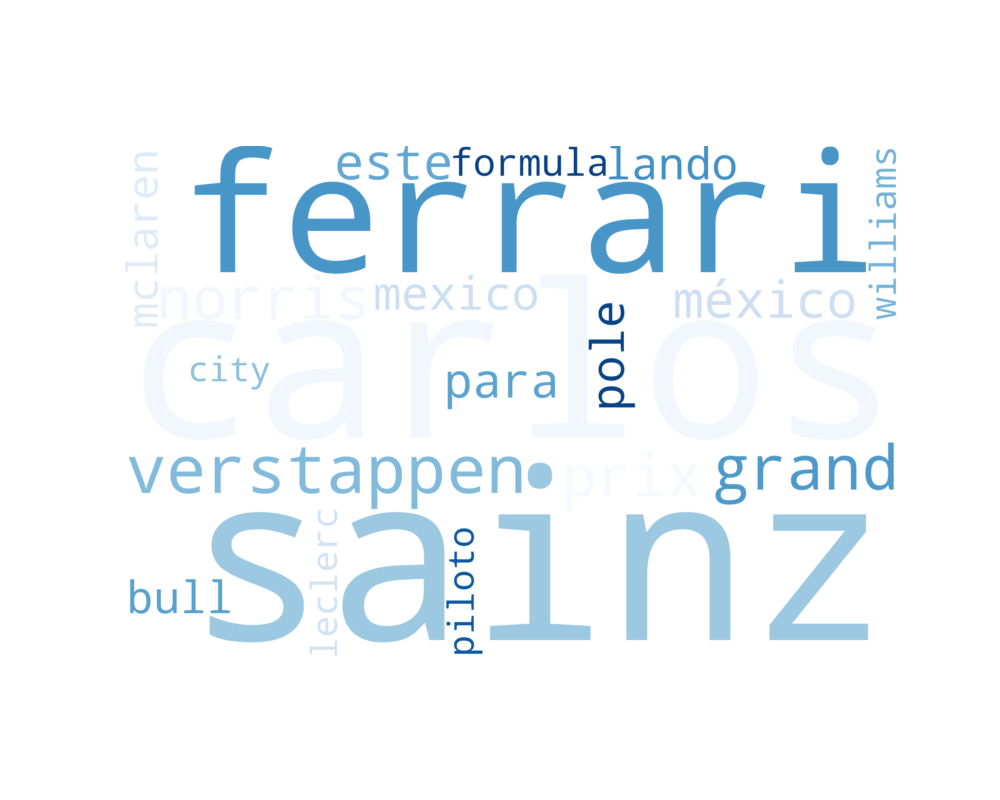 mclaren
ferrari
este
formula
lando
williams
norris
mexico
méxico
carlos
city
para
pole
verstappen
prix
grand
sainz
bull
leclerc
piloto